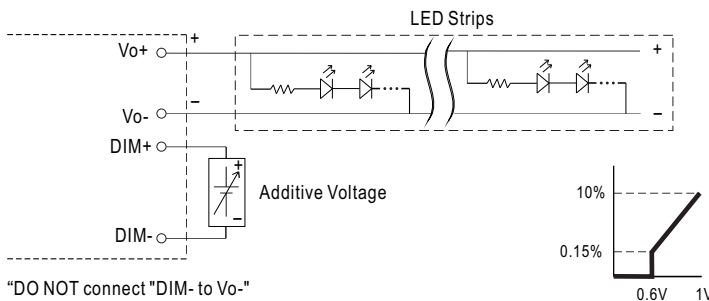 LED Strips
Vo+
+
+
Vo-
−
−
DIM+
+
Additive Voltage
−
DIM-
10%
0.15%
0.6V
1V
“DO NOT connect "DIM- to Vo-"